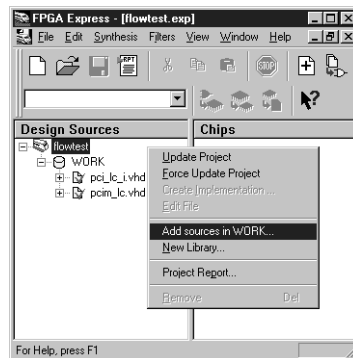 FPGA Express - [flowtest.exp]
File Edit Synthesis Filters View Window Help
Design Sources
Chips
flowtest
WORK
pci_lc_i.vhd
pcim_lc.vhd
Update Project
Force Update Project
Create Implementation ...
Edit File
Add sources in WORK...
New Library...
Project Report...
Remove Del
For Help, press F1